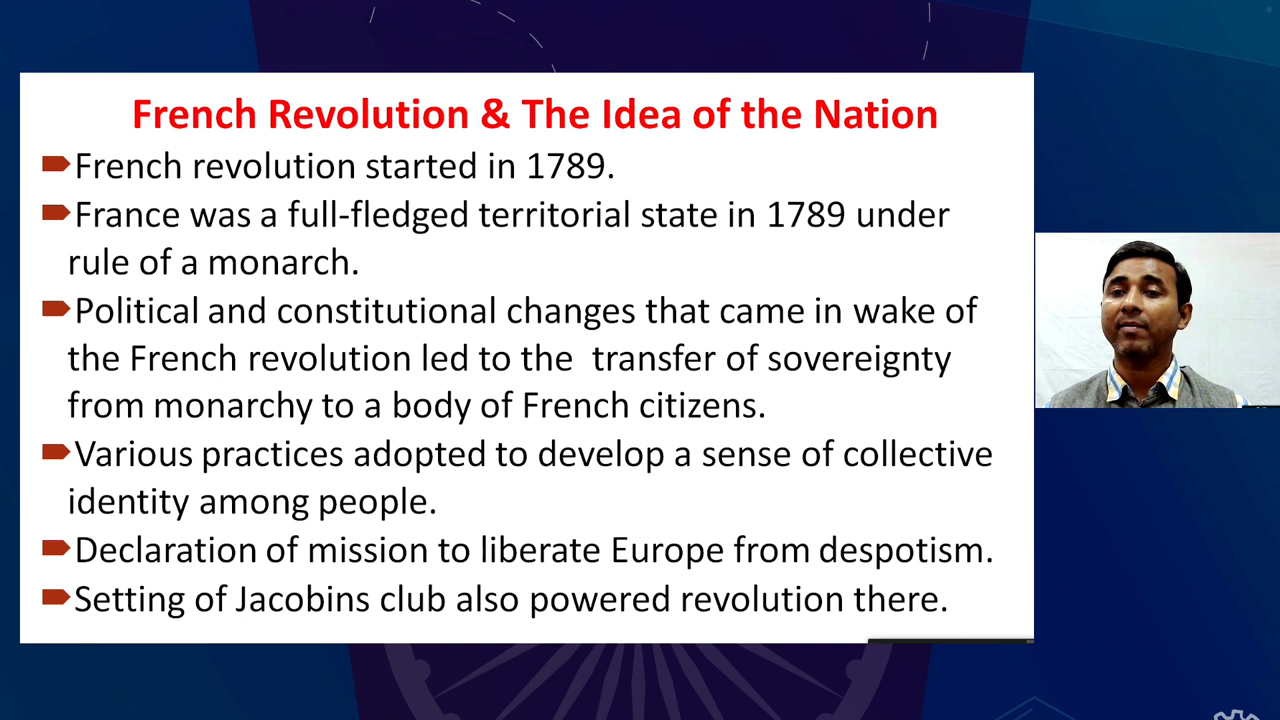 French Revolution & The Idea of the Nation
French revolution started in 1789.
France was a full-fledged territorial state in 1789 under
rule of a monarch.
Political and constitutional changes that came in wake of
the French revolution led to the transfer of sovereignty
from monarchy to a body of French citizens.
Various practices adopted to develop a sense of collective
identity among people.
Declaration of mission to liberate Europe from despotism.
Setting of Jacobins club also powered revolution there.